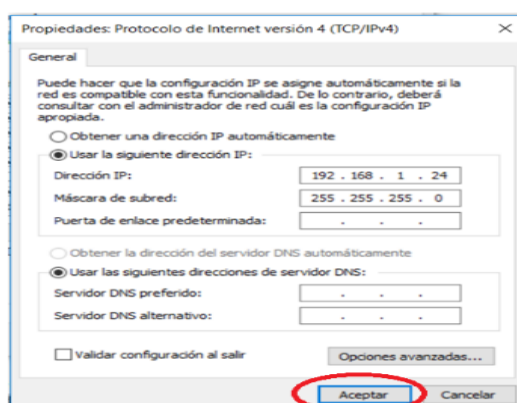 Propiedades: Protocolo de Internet versión 4 (TCP/IPv4)
General
Puede hacer que la configuración IP se asigne automáticamente si la
red es compatible con esta funcionalidad. De lo contrario, deberá
consultar con el administrador de red cuál es la configuración IP
apropiada.
Obtener una dirección IP automáticamente
Usar la siguiente dirección IP:
Dirección IP: 192 . 168 . 1 . 24
Máscara de subred: 255 . 255 . 255 . 0
Puerta de enlace predeterminada: . . .
Obtener la dirección del servidor DNS automáticamente
Usar las siguientes direcciones de servidor DNS:
Servidor DNS preferido: . . .
Servidor DNS alternativo: . . .
Validar configuración al salir Opciones avanzadas...
Aceptar Cancelar